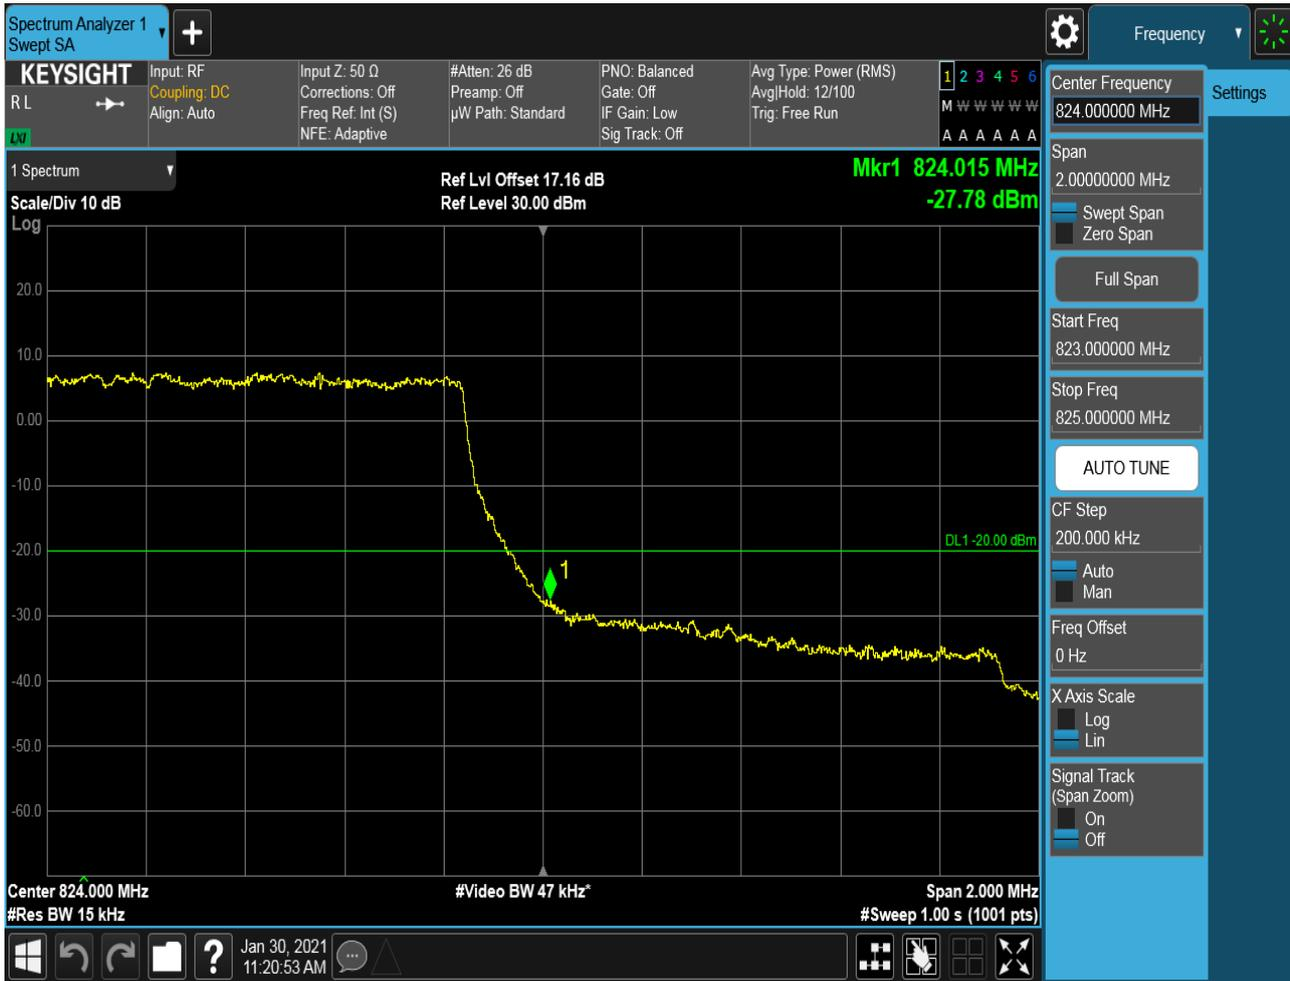 Spectrum Analyzer 1
Swept SA
Frequency
KEYSIGHT
R L
LXI
Input: RF
Coupling: DC
Align: Auto
Input Z: 50 Ω
Corrections: Off
Freq Ref: Int (S)
NFE: Adaptive
#Atten: 26 dB
Preamp: Off
µW Path: Standard
PNO: Balanced
Gate: Off
IF Gain: Low
Sig Track: Off
Avg Type: Power (RMS)
Avg|Hold: 12/100
Trig: Free Run
1 2 3 4 5 6
M W W W W W
A A A A A A
1 Spectrum
Scale/Div 10 dB
Log
Ref Lvl Offset 17.16 dB
Ref Level 30.00 dBm
Mkr1 824.015 MHz
-27.78 dBm
20.0
10.0
0.00
-10.0
-20.0
-30.0
-40.0
-50.0
-60.0
DL1 -20.00 dBm
1
Center 824.000 MHz
#Res BW 15 kHz
#Video BW 47 kHz*
Span 2.000 MHz
#Sweep 1.00 s (1001 pts)
Jan 30, 2021
11:20:53 AM
Center Frequency
824.000000 MHz
Settings
Span
2.00000000 MHz
Swept Span
Zero Span
Full Span
Start Freq
823.000000 MHz
Stop Freq
825.000000 MHz
AUTO TUNE
CF Step
200.000 kHz
Auto
Man
Freq Offset
0 Hz
X Axis Scale
Log
Lin
Signal Track
(Span Zoom)
On
Off